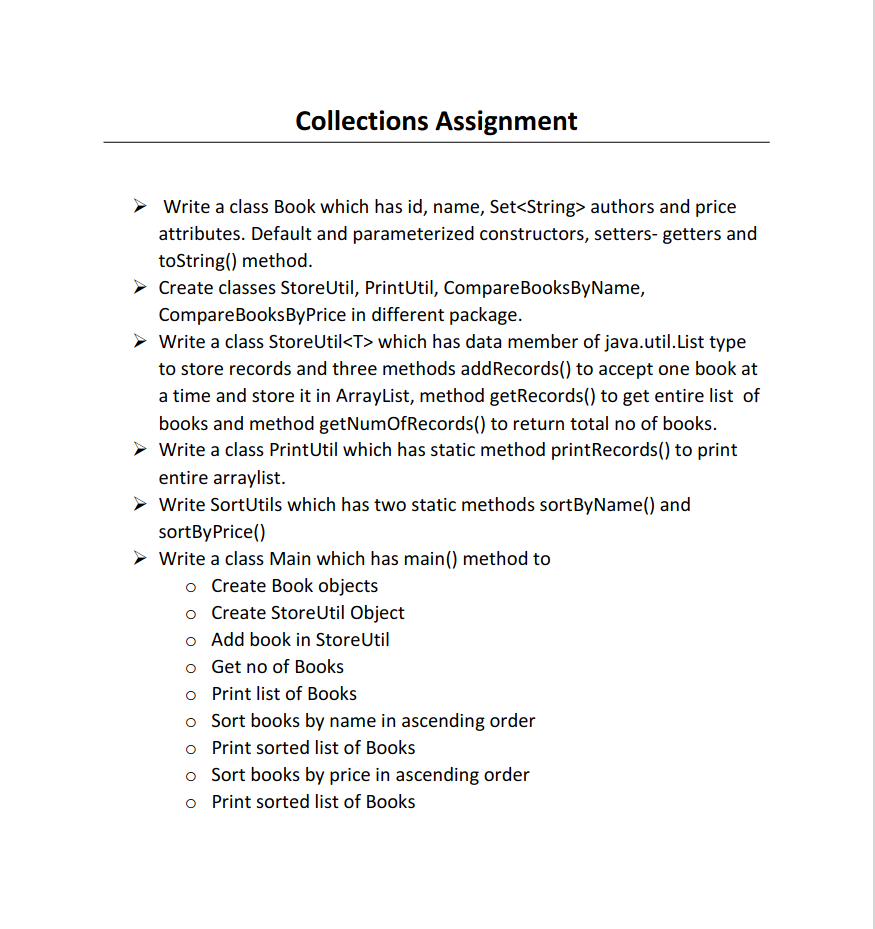 Collections Assignment
➢ Write a class Book which has id, name, Set<String> authors and price
attributes. Default and parameterized constructors, setters- getters and
toString() method.
➢ Create classes StoreUtil, PrintUtil, CompareBooksByName,
CompareBooksByPrice in different package.
➢ Write a class StoreUtil<T> which has data member of java.util.List type
to store records and three methods addRecords() to accept one book at
a time and store it in ArrayList, method getRecords() to get entire list of
books and method getNumOfRecords() to return total no of books.
➢ Write a class PrintUtil which has static method printRecords() to print
entire arraylist.
➢ Write SortUtils which has two static methods sortByName() and
sortByPrice()
➢ Write a class Main which has main() method to
o Create Book objects
o Create StoreUtil Object
o Add book in StoreUtil
o Get no of Books
o Print list of Books
o Sort books by name in ascending order
o Print sorted list of Books
o Sort books by price in ascending order
o Print sorted list of Books